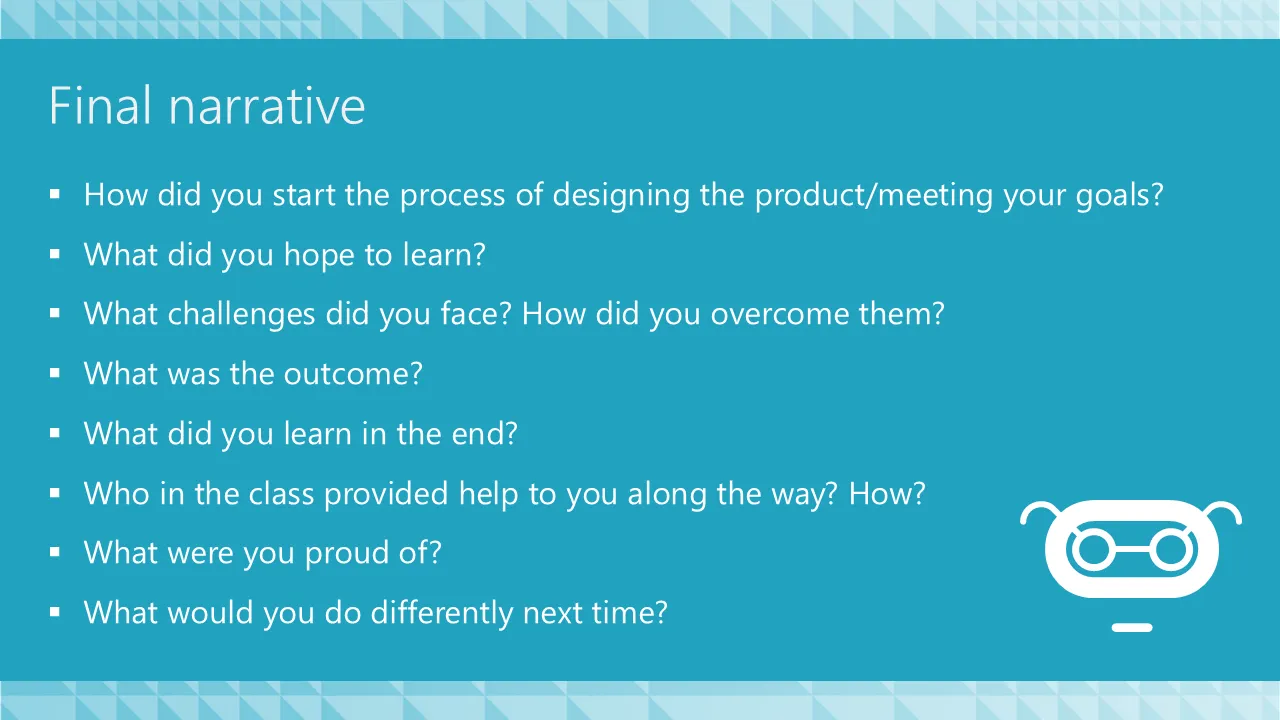 Final narrative
▪ How did you start the process of designing the product/meeting your goals?
▪ What did you hope to learn?
▪ What challenges did you face? How did you overcome them?
▪ What was the outcome?
▪ What did you learn in the end?
▪ Who in the class provided help to you along the way? How?
▪ What were you proud of?
▪ What would you do differently next time?